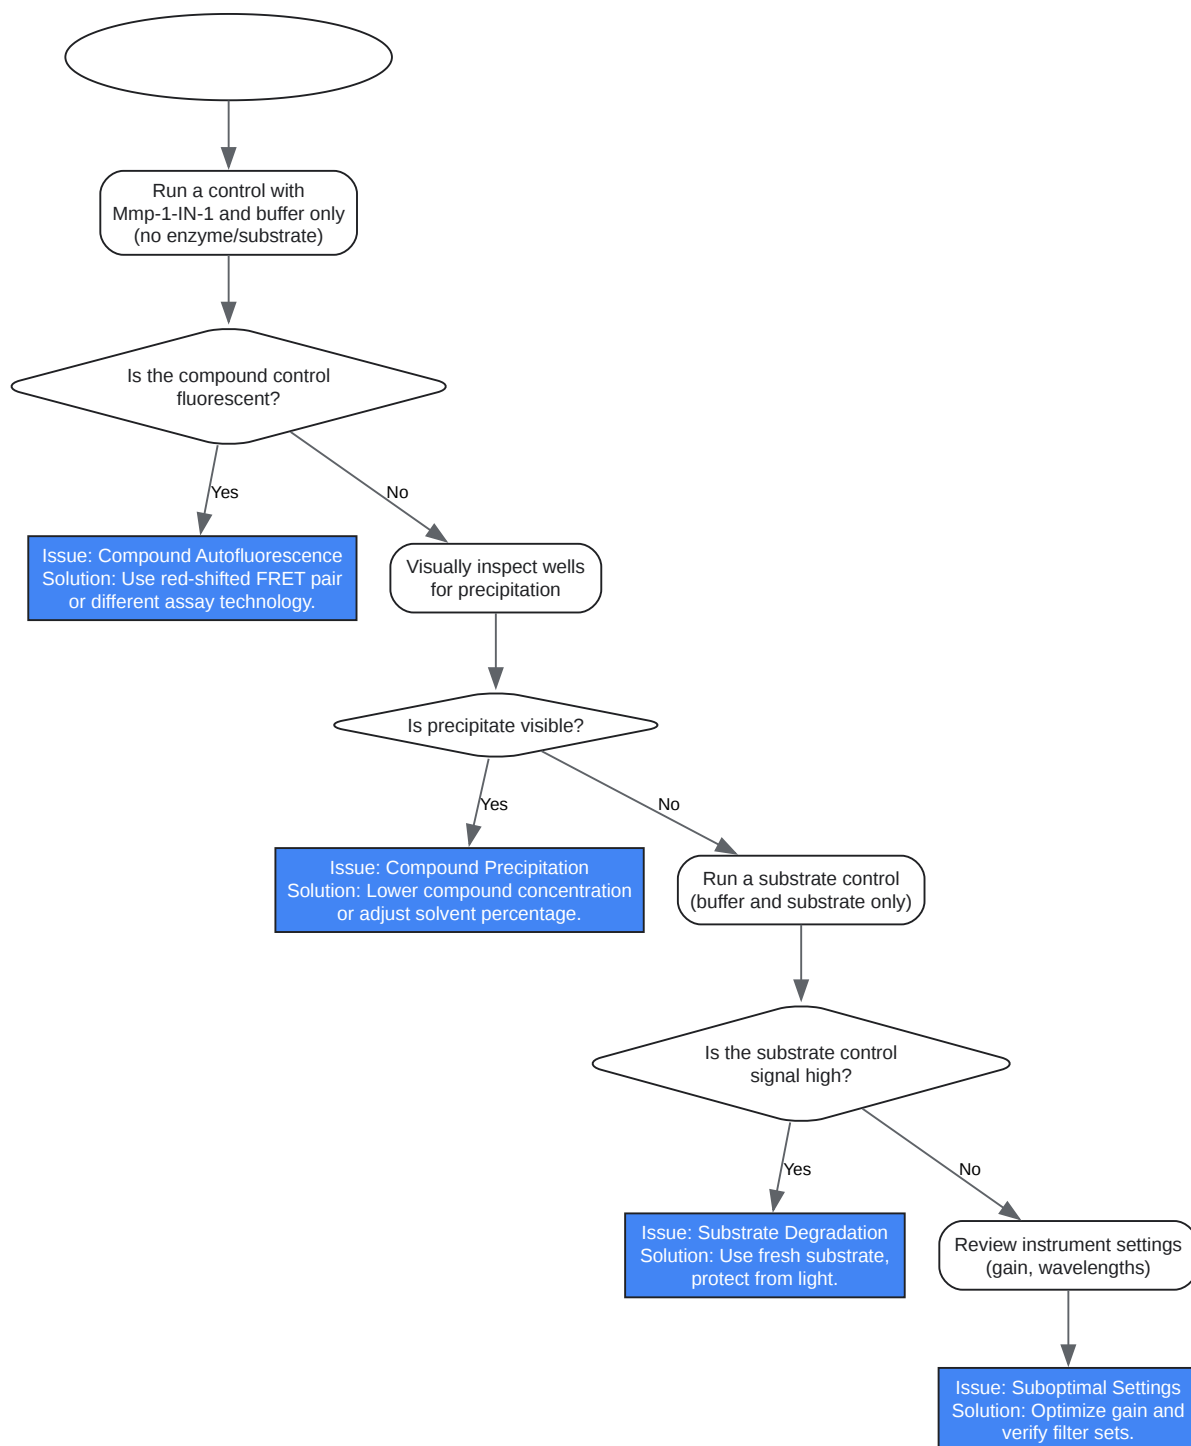 Run a control with
Mmp-1-IN-1 and buffer only
(no enzyme/substrate)
Is the compound control
fluorescent?
Yes
No
Issue: Compound Autofluorescence
Solution: Use red-shifted FRET pair
or different assay technology.
Visually inspect wells
for precipitation
Is precipitate visible?
Yes
No
Issue: Compound Precipitation
Solution: Lower compound concentration
or adjust solvent percentage.
Run a substrate control
(buffer and substrate only)
Is the substrate control
signal high?
Yes
No
Issue: Substrate Degradation
Solution: Use fresh substrate,
protect from light.
Review instrument settings
(gain, wavelengths)
Issue: Suboptimal Settings
Solution: Optimize gain and
verify filter sets.